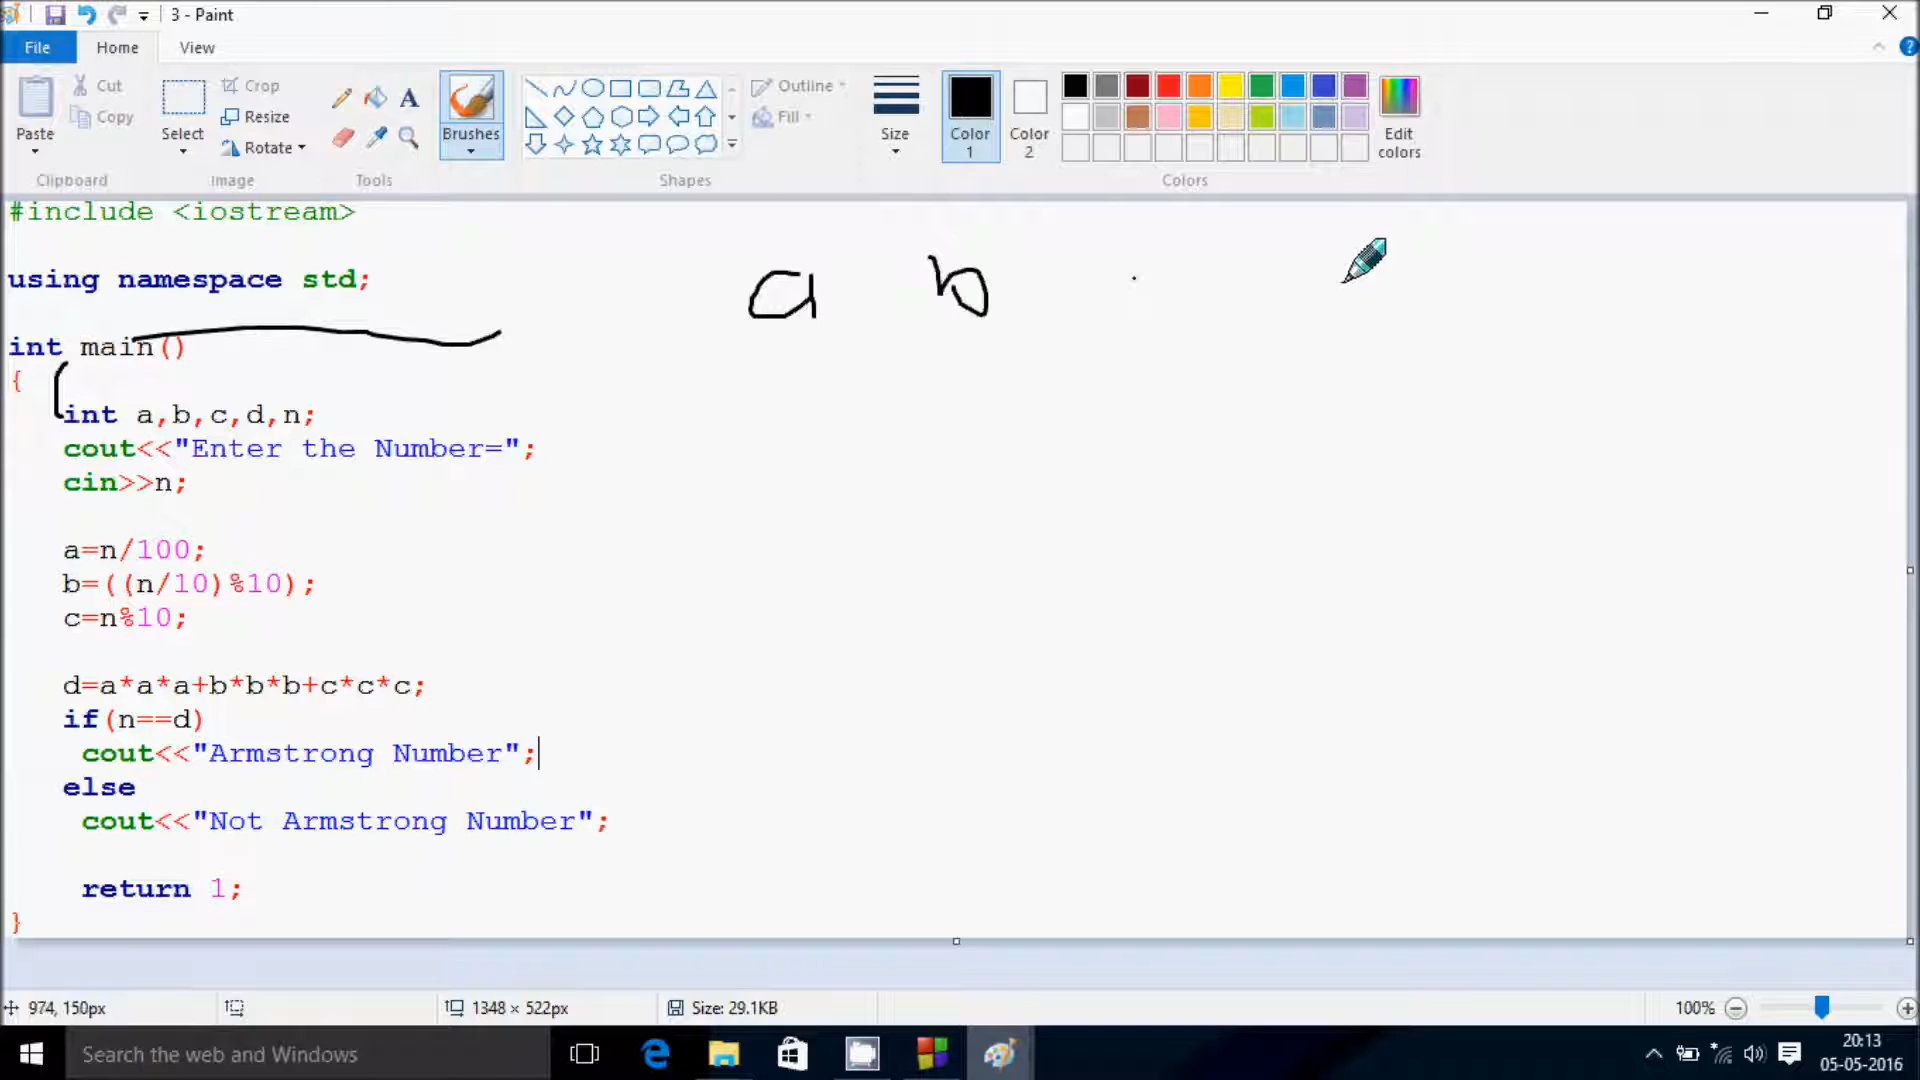 3 - Paint
File Home View
Paste
Cut
Copy
Clipboard
Select
Crop
Resize
Rotate
Image
A
Tools
Brushes
Outline
Fill
Shapes
Size
Color 1
Color 2
Edit colors
Colors
#include <iostream>
using namespace std;
a b
int main()
{
int a,b,c,d,n;
cout<<"Enter the Number=";
cin>>n;
a=n/100;
b=((n/10)%10);
c=n%10;
d=a*a*a+b*b*b+c*c*c;
if(n==d)
cout<<"Armstrong Number";
else
cout<<"Not Armstrong Number";
return 1;
}
974, 150px 1348 × 522px Size: 29.1KB 100%
Search the web and Windows
20:13
05-05-2016